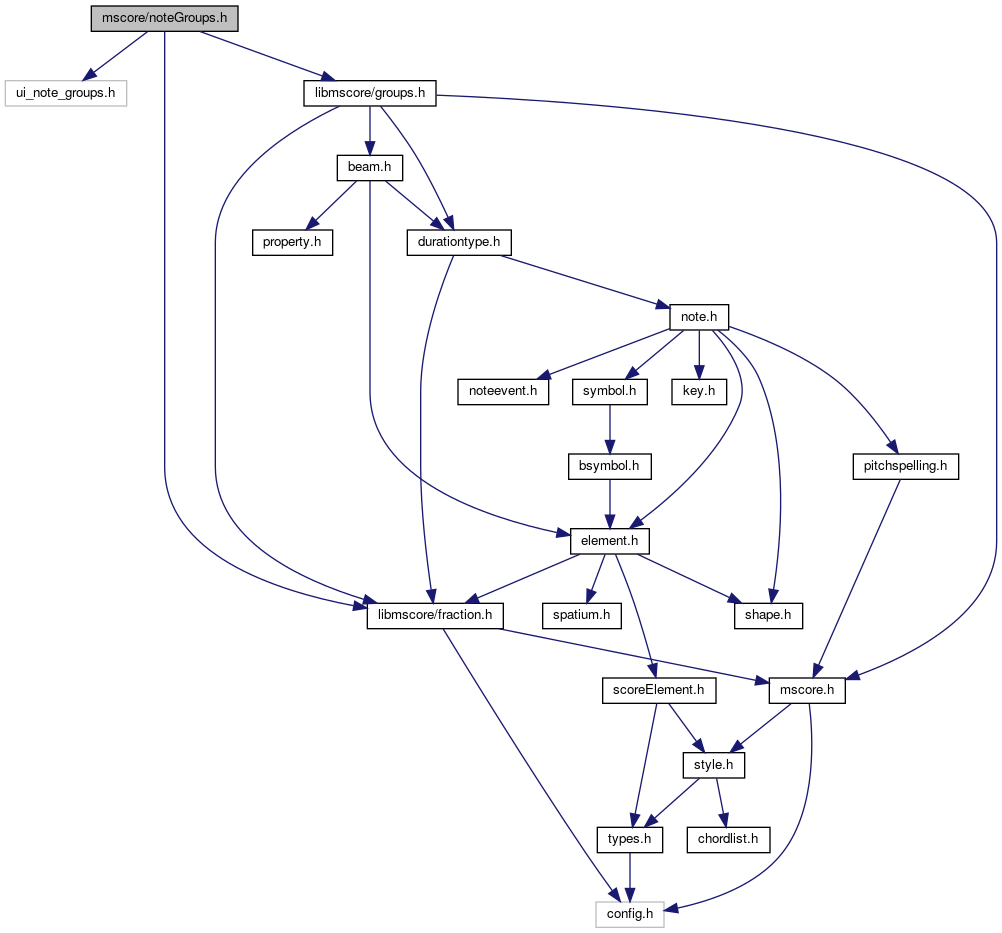 mscore/noteGroups.h
ui_note_groups.h
libmscore/groups.h
beam.h
property.h
durationtype.h
note.h
noteevent.h
symbol.h
key.h
bsymbol.h
pitchspelling.h
element.h
libmscore/fraction.h
spatium.h
shape.h
scoreElement.h
mscore.h
style.h
types.h
chordlist.h
config.h